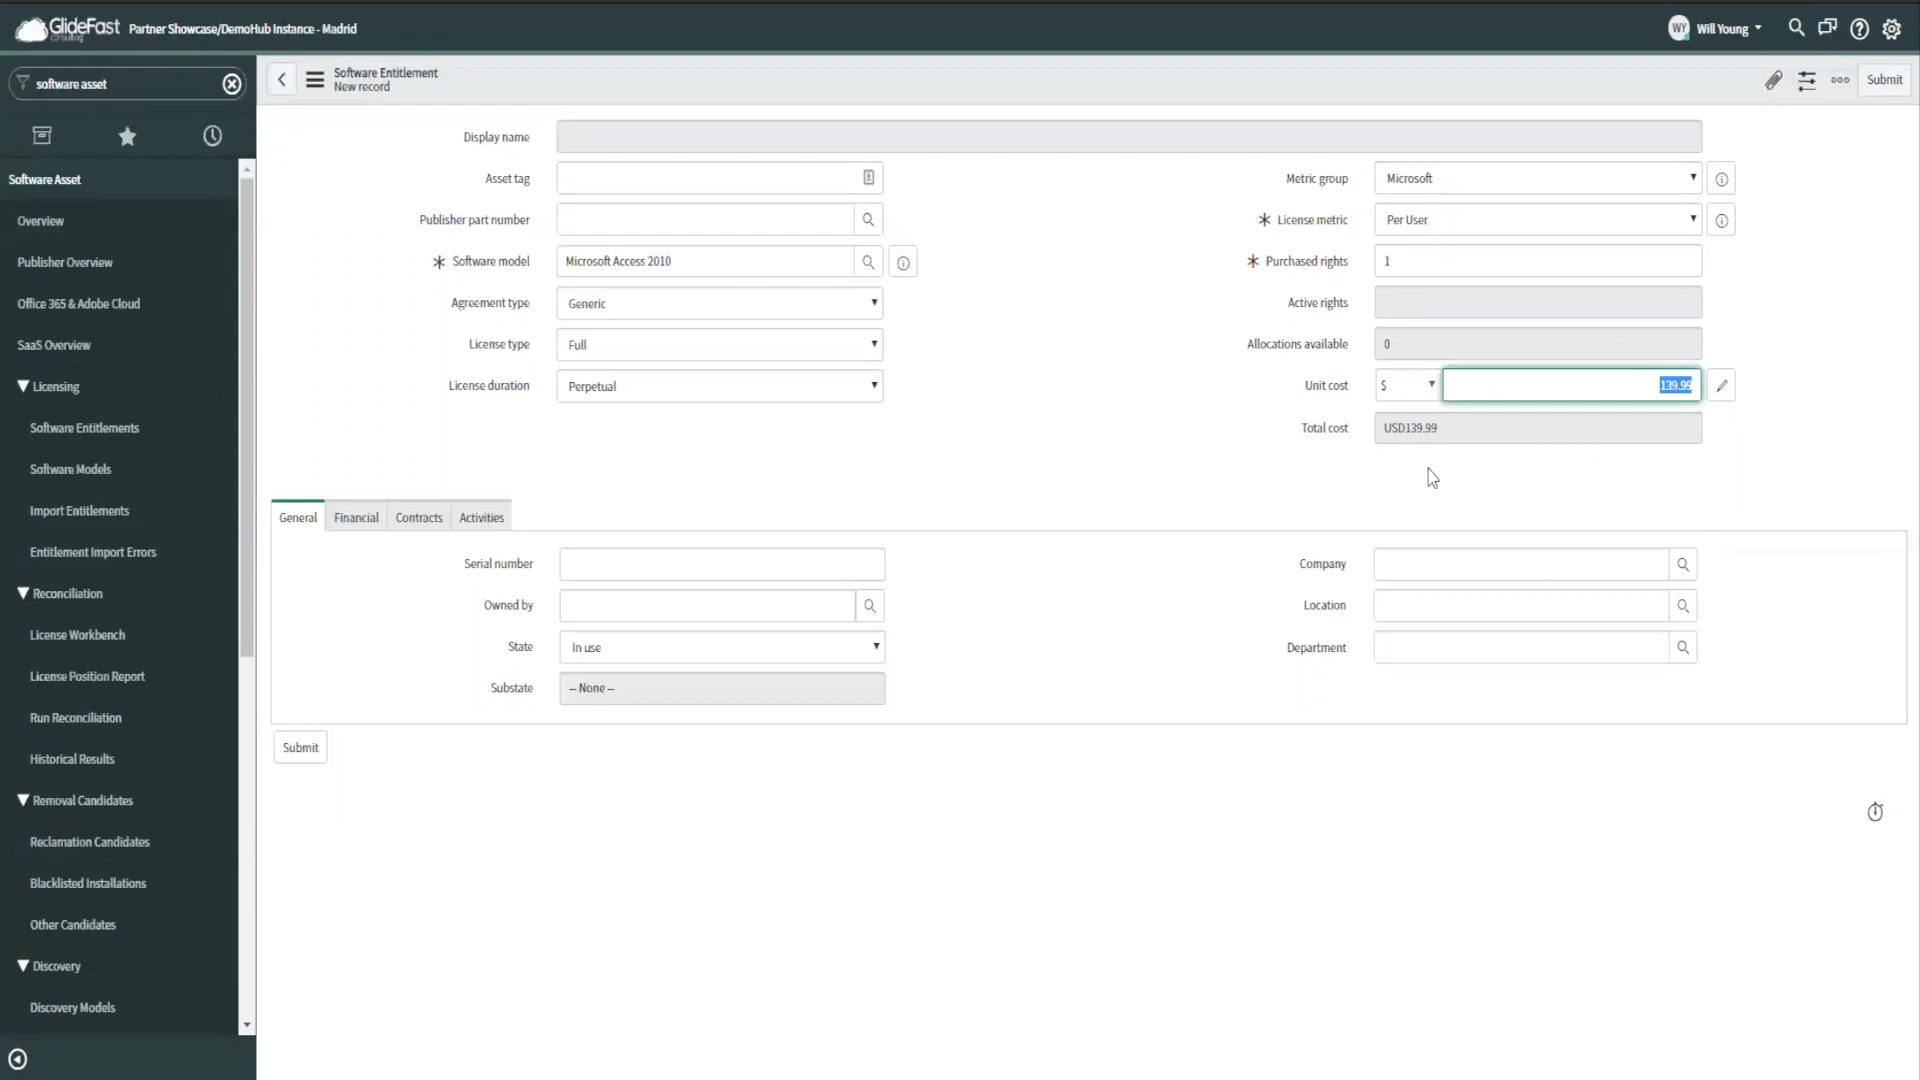 GlideFast
consulting
Partner Showcase/DemoHub Instance - Madrid
WY
Will Young
software asset
Software Entitlement
New record
Submit
Software Asset
Overview
Publisher Overview
Office 365 & Adobe Cloud
SaaS Overview
Licensing
Software Entitlements
Software Models
Import Entitlements
Entitlement Import Errors
Reconciliation
License Workbench
License Position Report
Run Reconciliation
Historical Results
Removal Candidates
Reclamation Candidates
Blacklisted Installations
Other Candidates
Discovery
Discovery Models
Display name
Asset tag
Publisher part number
Software model Microsoft Access 2010
Agreement type Generic
License type Full
License duration Perpetual
Metric group Microsoft
License metric Per User
Purchased rights 1
Active rights
Allocations available 0
Unit cost $ 139.99
Total cost USD139.99
General Financial Contracts Activities
Serial number
Owned by
State In use
Substate -- None --
Company
Location
Department
Submit